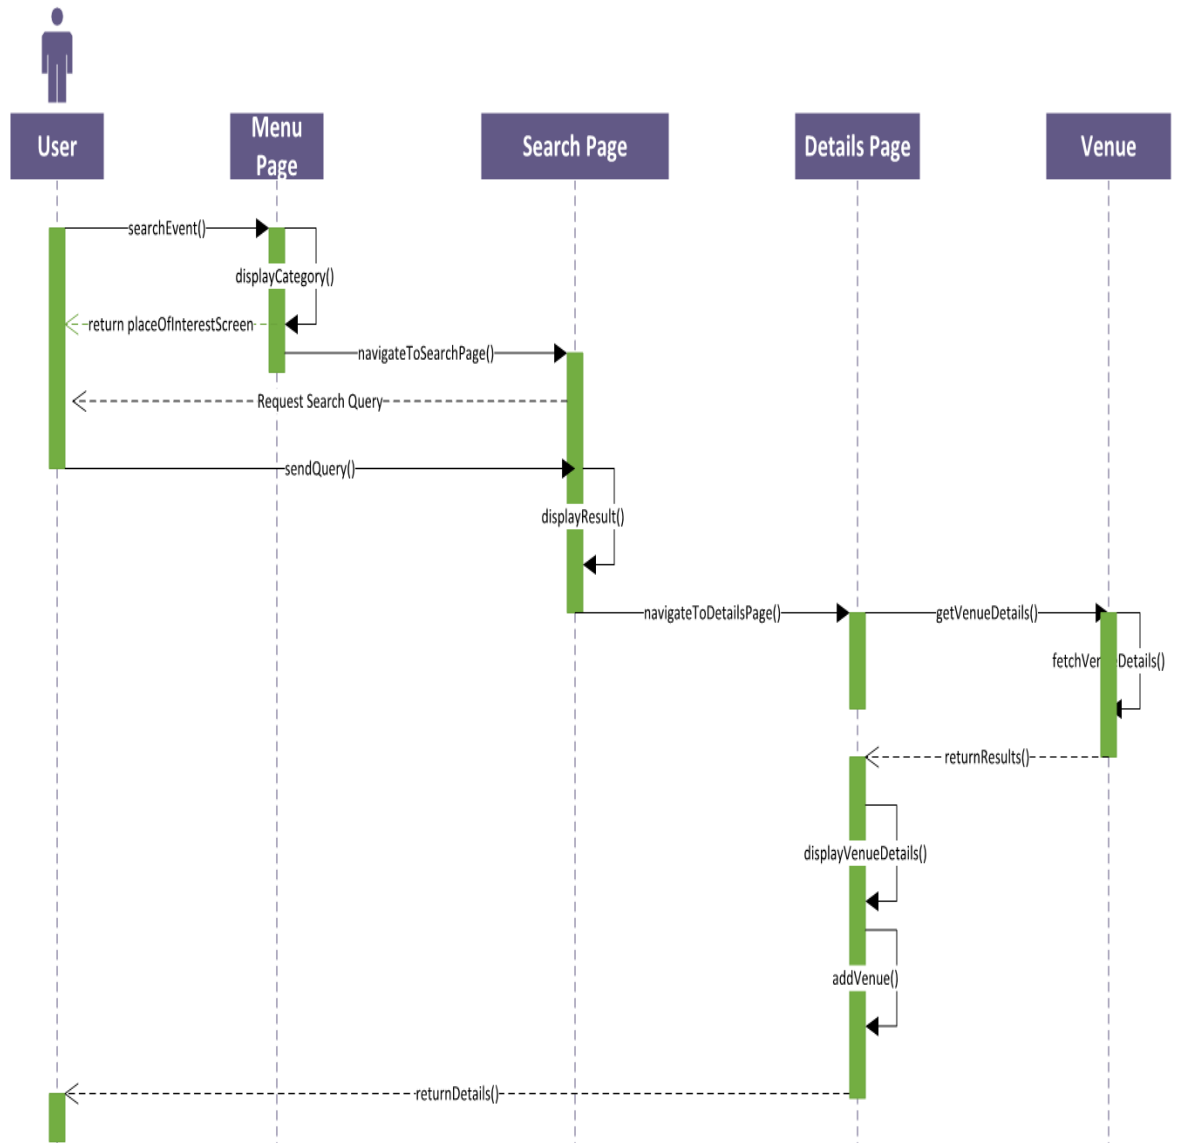 User
Menu
Page
Search Page
Details Page
Venue
searchEvent()
displayCategory()
return placeOfInterestScreen
navigateToSearchPage()
Request Search Query
sendQuery()
displayResult()
navigateToDetailsPage()
getVenueDetails()
fetchVenueDetails()
returnResults()
displayVenueDetails()
addVenue()
returnDetails()